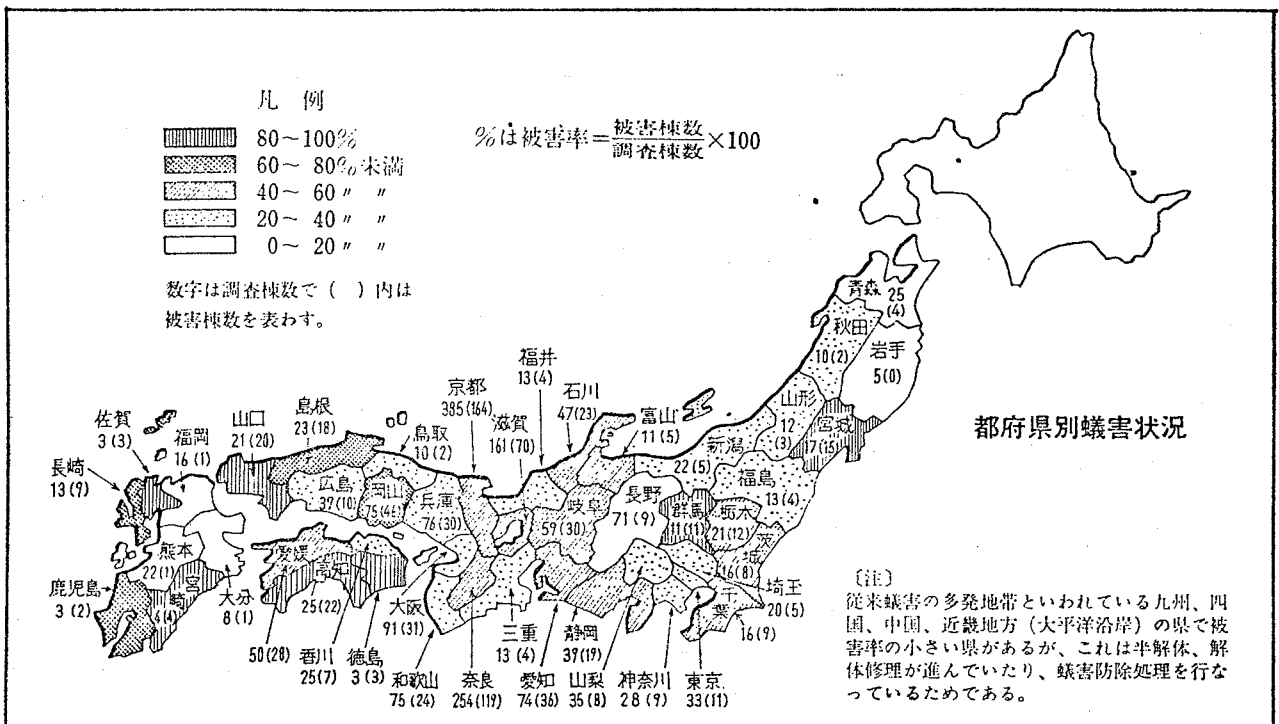 凡 例
80～100%
60～ 80%未満
40～ 60〃 〃
20～ 40〃 〃
0～ 20〃 〃
数字は調査棟数で（ ）内は
被害棟数を表わす。
%は被害率＝被害棟数/調査棟数×100
都府県別蟻害状況
青森
25
(4)
秋田
10(2)
岩手
5(0)
山形
12
(3)
宮城
17(15)
福島
13(4)
新潟
22(5)
富山
11(5)
石川
47(23)
福井
13(4)
滋賀
161(70)
京都
385(164)
鳥取
10(2)
島根
23(18)
山口
21(20)
福岡
16(1)
佐賀
3(3)
長崎
13(9)
広島
39(10)
岡山
75(46)
兵庫
76(30)
岐阜
59(30)
長野
71(9)
群馬
11(11)
栃木
21(12)
茨城
16(8)
埼玉
20(5)
千葉
16(9)
東京
33(11)
神奈川
28(9)
山梨
35(8)
静岡
39(19)
愛知
74(36)
三重
13(4)
奈良
254(119)
和歌山
75(24)
大阪
91(31)
徳島
3(3)
香川
25(7)
高知
25(22)
愛媛
50(28)
大分
8(1)
宮崎
4(4)
熊本
22(1)
鹿児島
3(2)
〔注〕
従来蟻害の多発地帯といわれている九州、四
国、中国、近畿地方（大平洋沿岸）の県で被
害率の小さい県があるが、これは半解体、解
体修理が進んでいたり、蟻害防除処理を行な
っているためである。